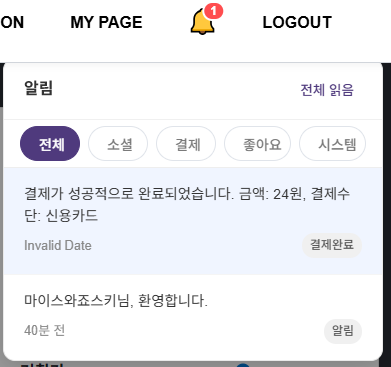 ON MY PAGE 1 LOGOUT
알림 전체 읽음
전체 소셜 결제 좋아요 시스템
결제가 성공적으로 완료되었습니다. 금액: 24원, 결제수
단: 신용카드
Invalid Date 결제완료
마이스와죠스키님, 환영합니다.
40분 전 알림